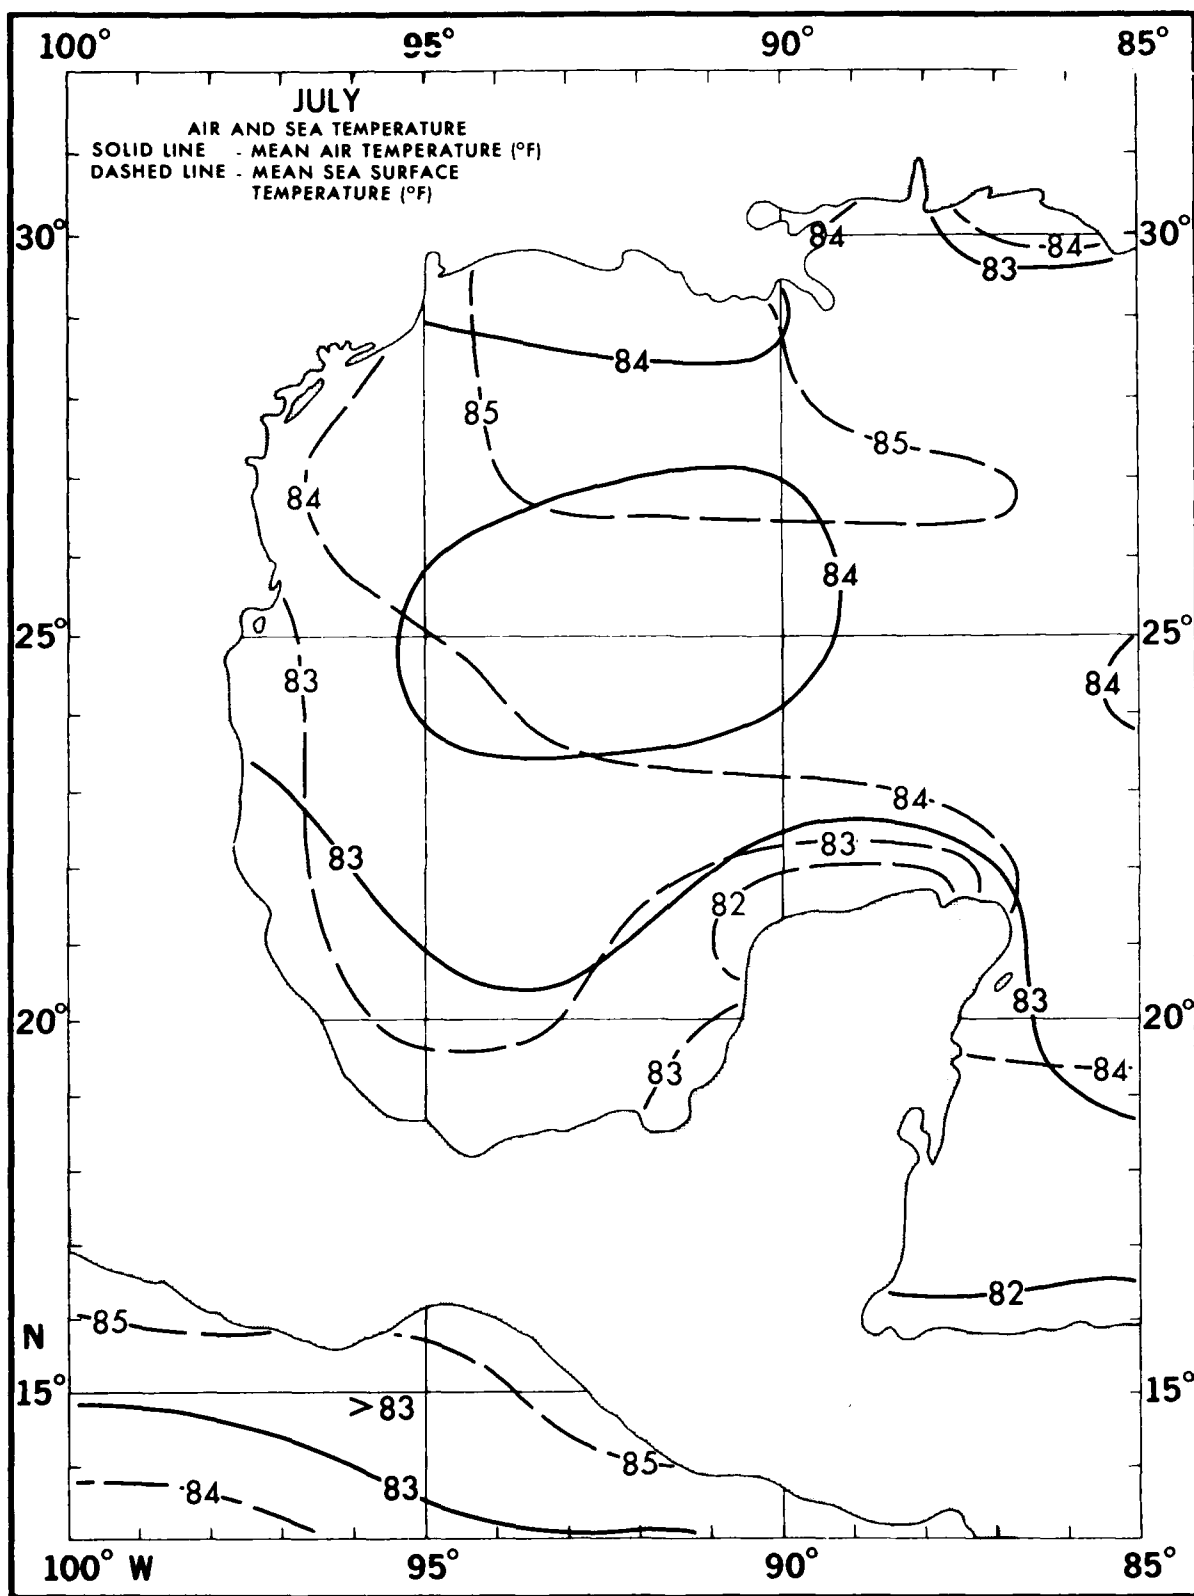 100° 95° 90° 85°
JULY
AIR AND SEA TEMPERATURE
SOLID LINE - MEAN AIR TEMPERATURE (°F)
DASHED LINE - MEAN SEA SURFACE
TEMPERATURE (°F)
30° 84 84 30°
83
84
85 85
84
84
25° 25°
83 84
84
83 83
82
20° 83 20°
83 84
82
85
N
15° >83 15°
85
84 83
100° W 95° 90° 85°